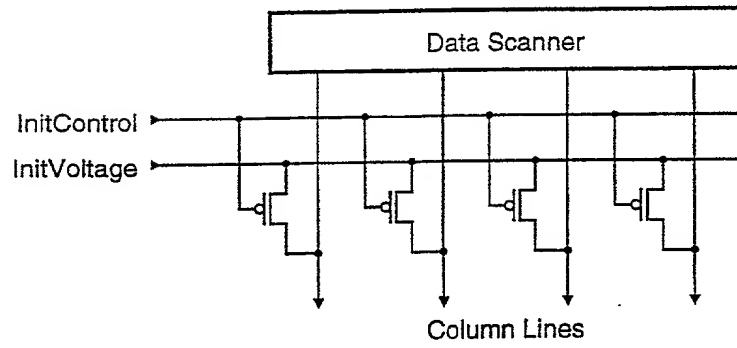 Data Scanner
InitControl
InitVoltage
Column Lines